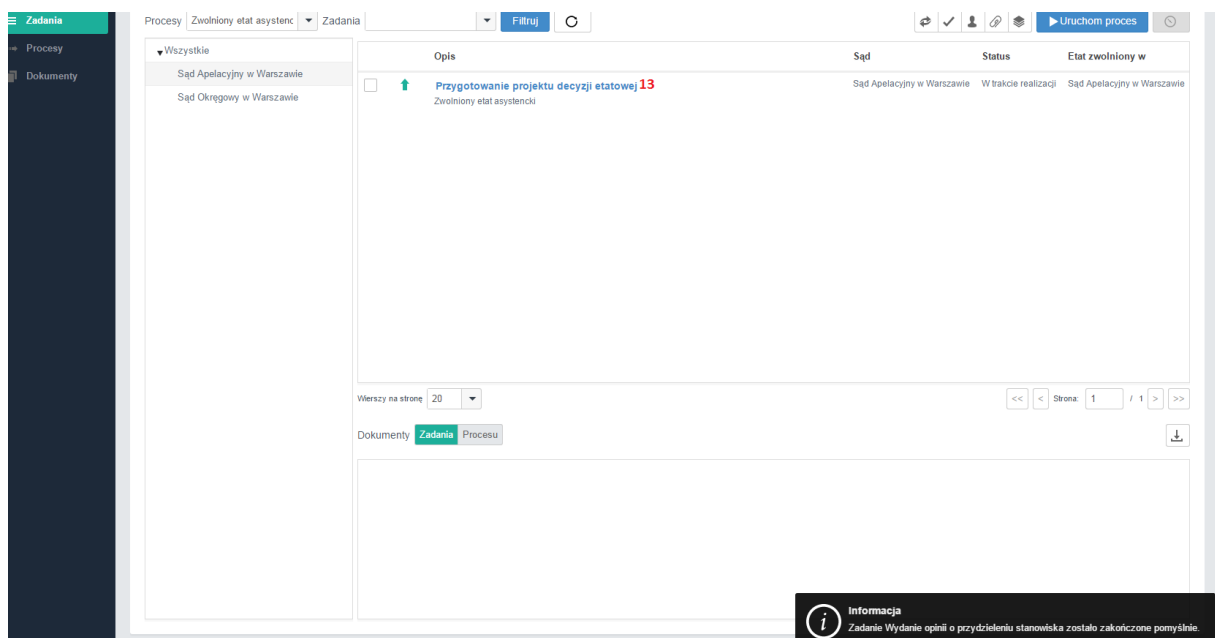 Zadania
Procesy
Dokumenty
Procesy Zwolniony etat asystenc Zadania Filtruj Uruchom proces
Wszystkie
Sąd Apelacyjny w Warszawie
Sąd Okręgowy w Warszawie
Opis Sąd Status Etat zwolniony w
Przygotowanie projektu decyzji etatowej 13 Sąd Apelacyjny w Warszawie W trakcie realizacji Sąd Apelacyjny w Warszawie
Zwolniony etat asystencki
Wierszy na stronę 20 << < Strona: 1 / 1 > >>
Dokumenty Zadania Procesu
Informacja
Zadanie Wydanie opinii o przydzieleniu stanowiska zostało zakończone pomyślnie.